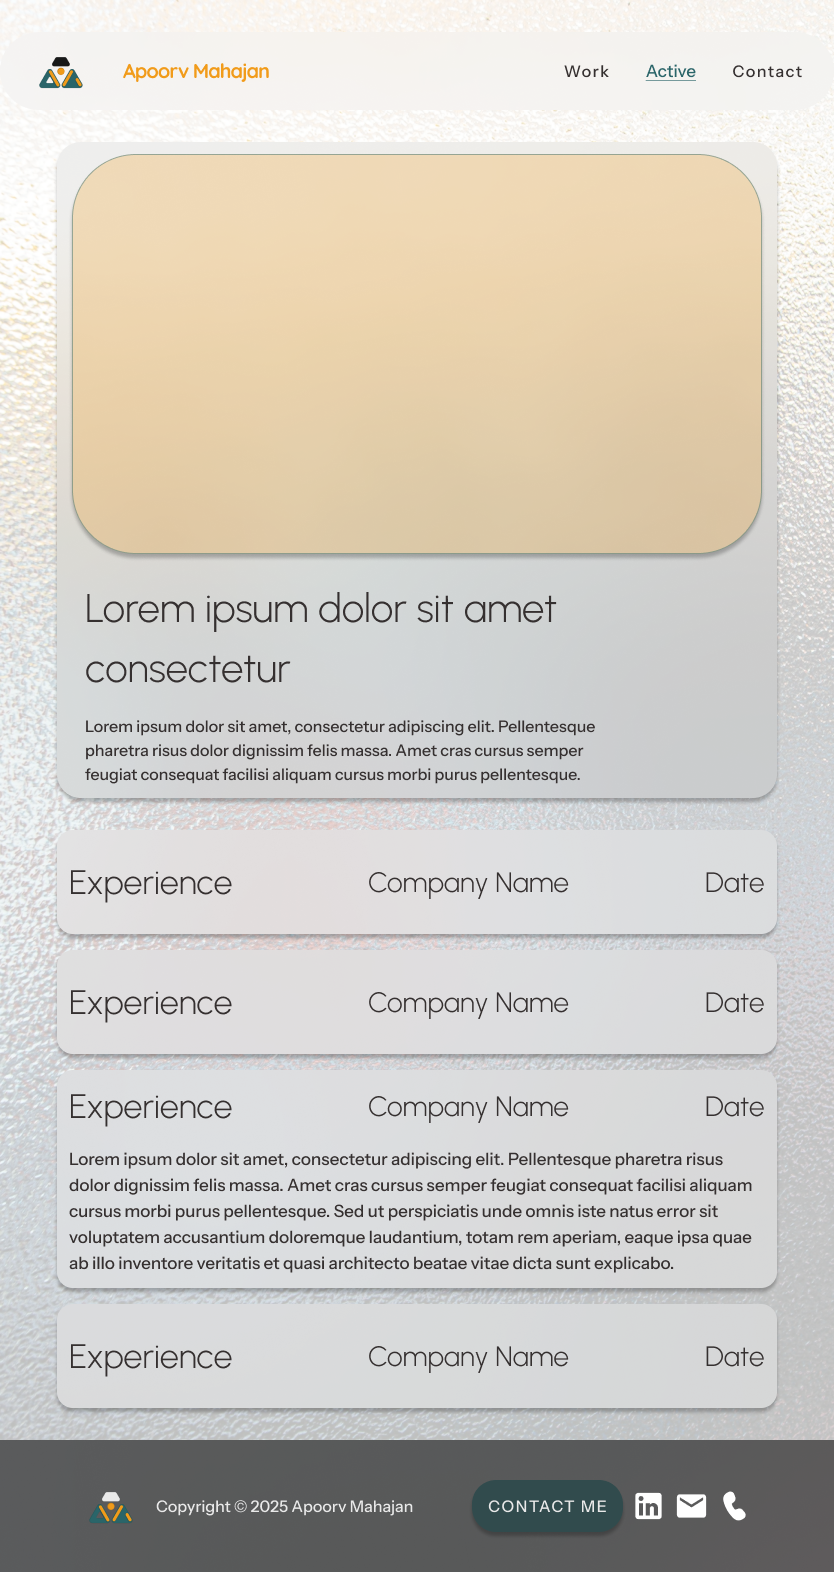 Apoorv Mahajan
Work
Active
Contact
Lorem ipsum dolor sit amet
consectetur
Lorem ipsum dolor sit amet, consectetur adipiscing elit. Pellentesque
pharetra risus dolor dignissim felis massa. Amet cras cursus semper
feugiat consequat facilisi aliquam cursus morbi purus pellentesque.
Experience
Company Name
Date
Experience
Company Name
Date
Experience
Company Name
Date
Lorem ipsum dolor sit amet, consectetur adipiscing elit. Pellentesque pharetra risus
dolor dignissim felis massa. Amet cras cursus semper feugiat consequat facilisi aliquam
cursus morbi purus pellentesque. Sed ut perspiciatis unde omnis iste natus error sit
voluptatem accusantium doloremque laudantium, totam rem aperiam, eaque ipsa quae
ab illo inventore veritatis et quasi architecto beatae vitae dicta sunt explicabo.
Experience
Company Name
Date
Copyright © 2025 Apoorv Mahajan
CONTACT ME
in